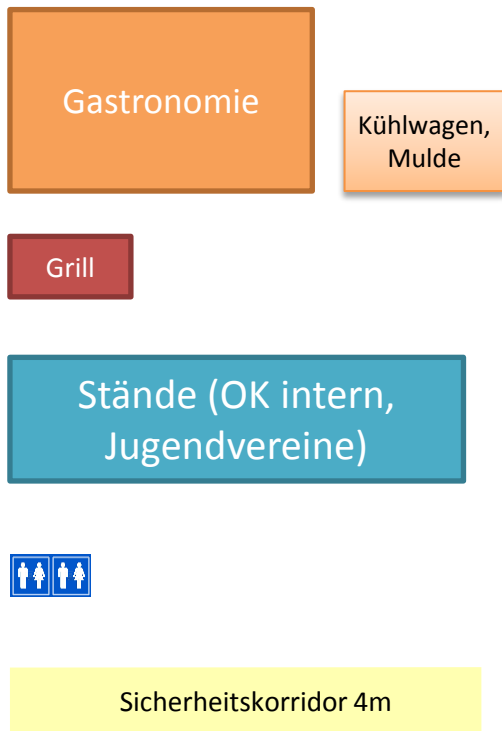 Gastronomie
Kühlwagen,
Mulde
Grill
Stände (OK intern,
Jugendvereine)
Sicherheitskorridor 4m